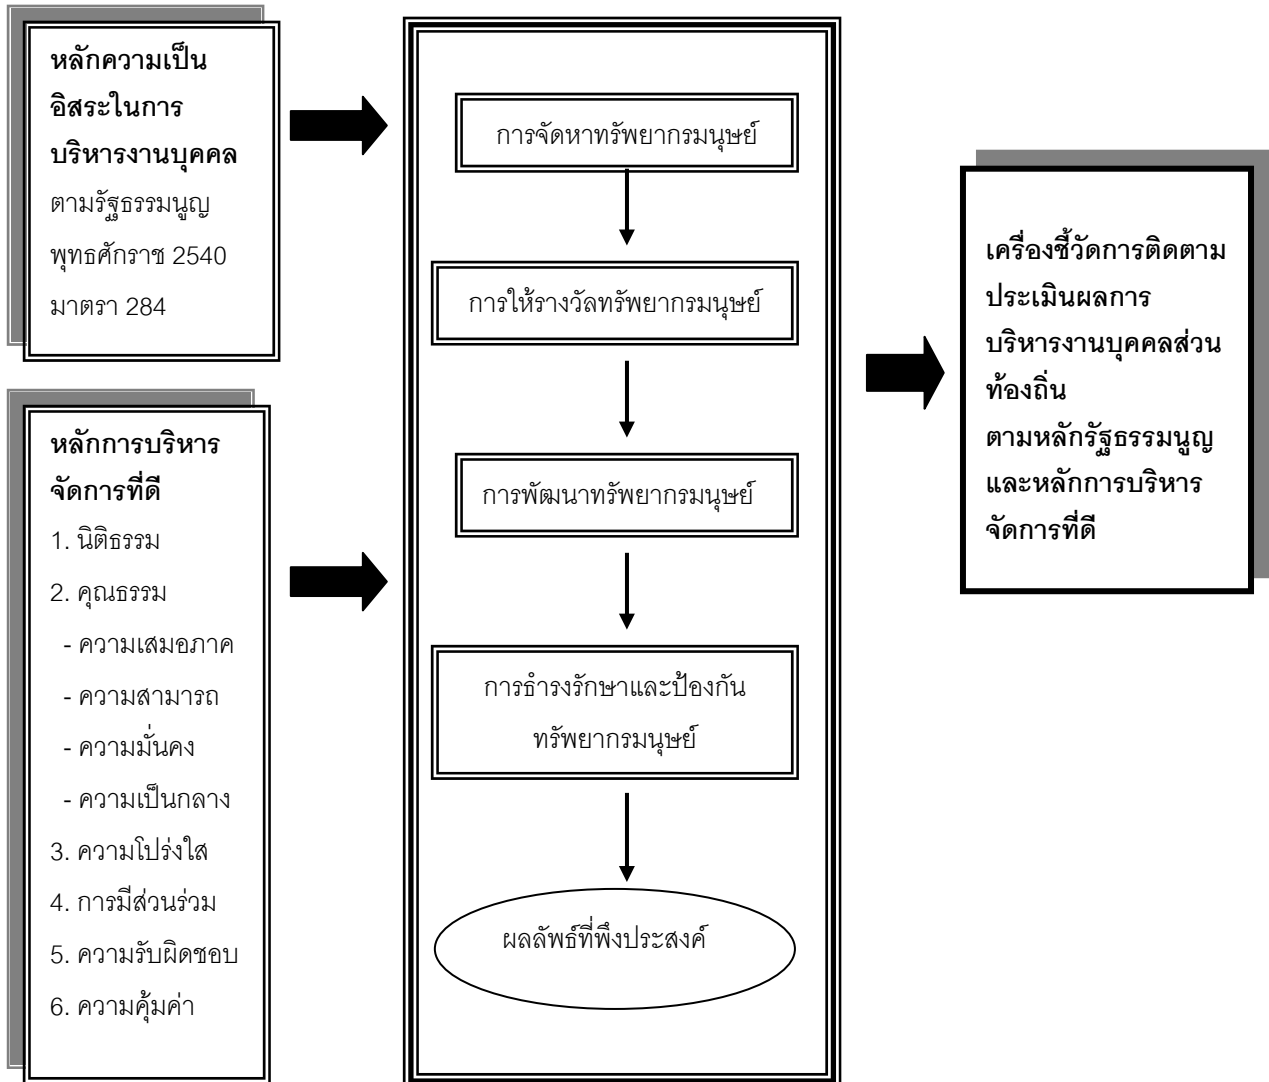 หลักความเป็น
อิสระในการ
บริหารงานบุคคล
ตามรัฐธรรมนูญ
พุทธศักราช 2540
มาตรา 284
หลักการบริหาร
จัดการที่ดี
1. นิติธรรม
2. คุณธรรม
- ความเสมอภาค
- ความสามารถ
- ความมั่นคง
- ความเป็นกลาง
3. ความโปร่งใส
4. การมีส่วนร่วม
5. ความรับผิดชอบ
6. ความคุ้มค่า
การจัดหาทรัพยากรมนุษย์
การให้รางวัลทรัพยากรมนุษย์
การพัฒนาทรัพยากรมนุษย์
การธำรงรักษาและป้องกัน
ทรัพยากรมนุษย์
ผลลัพธ์ที่พึงประสงค์
เครื่องชี้วัดการติดตาม
ประเมินผลการ
บริหารงานบุคคลส่วน
ท้องถิ่น
ตามหลักรัฐธรรมนูญ
และหลักการบริหาร
จัดการที่ดี